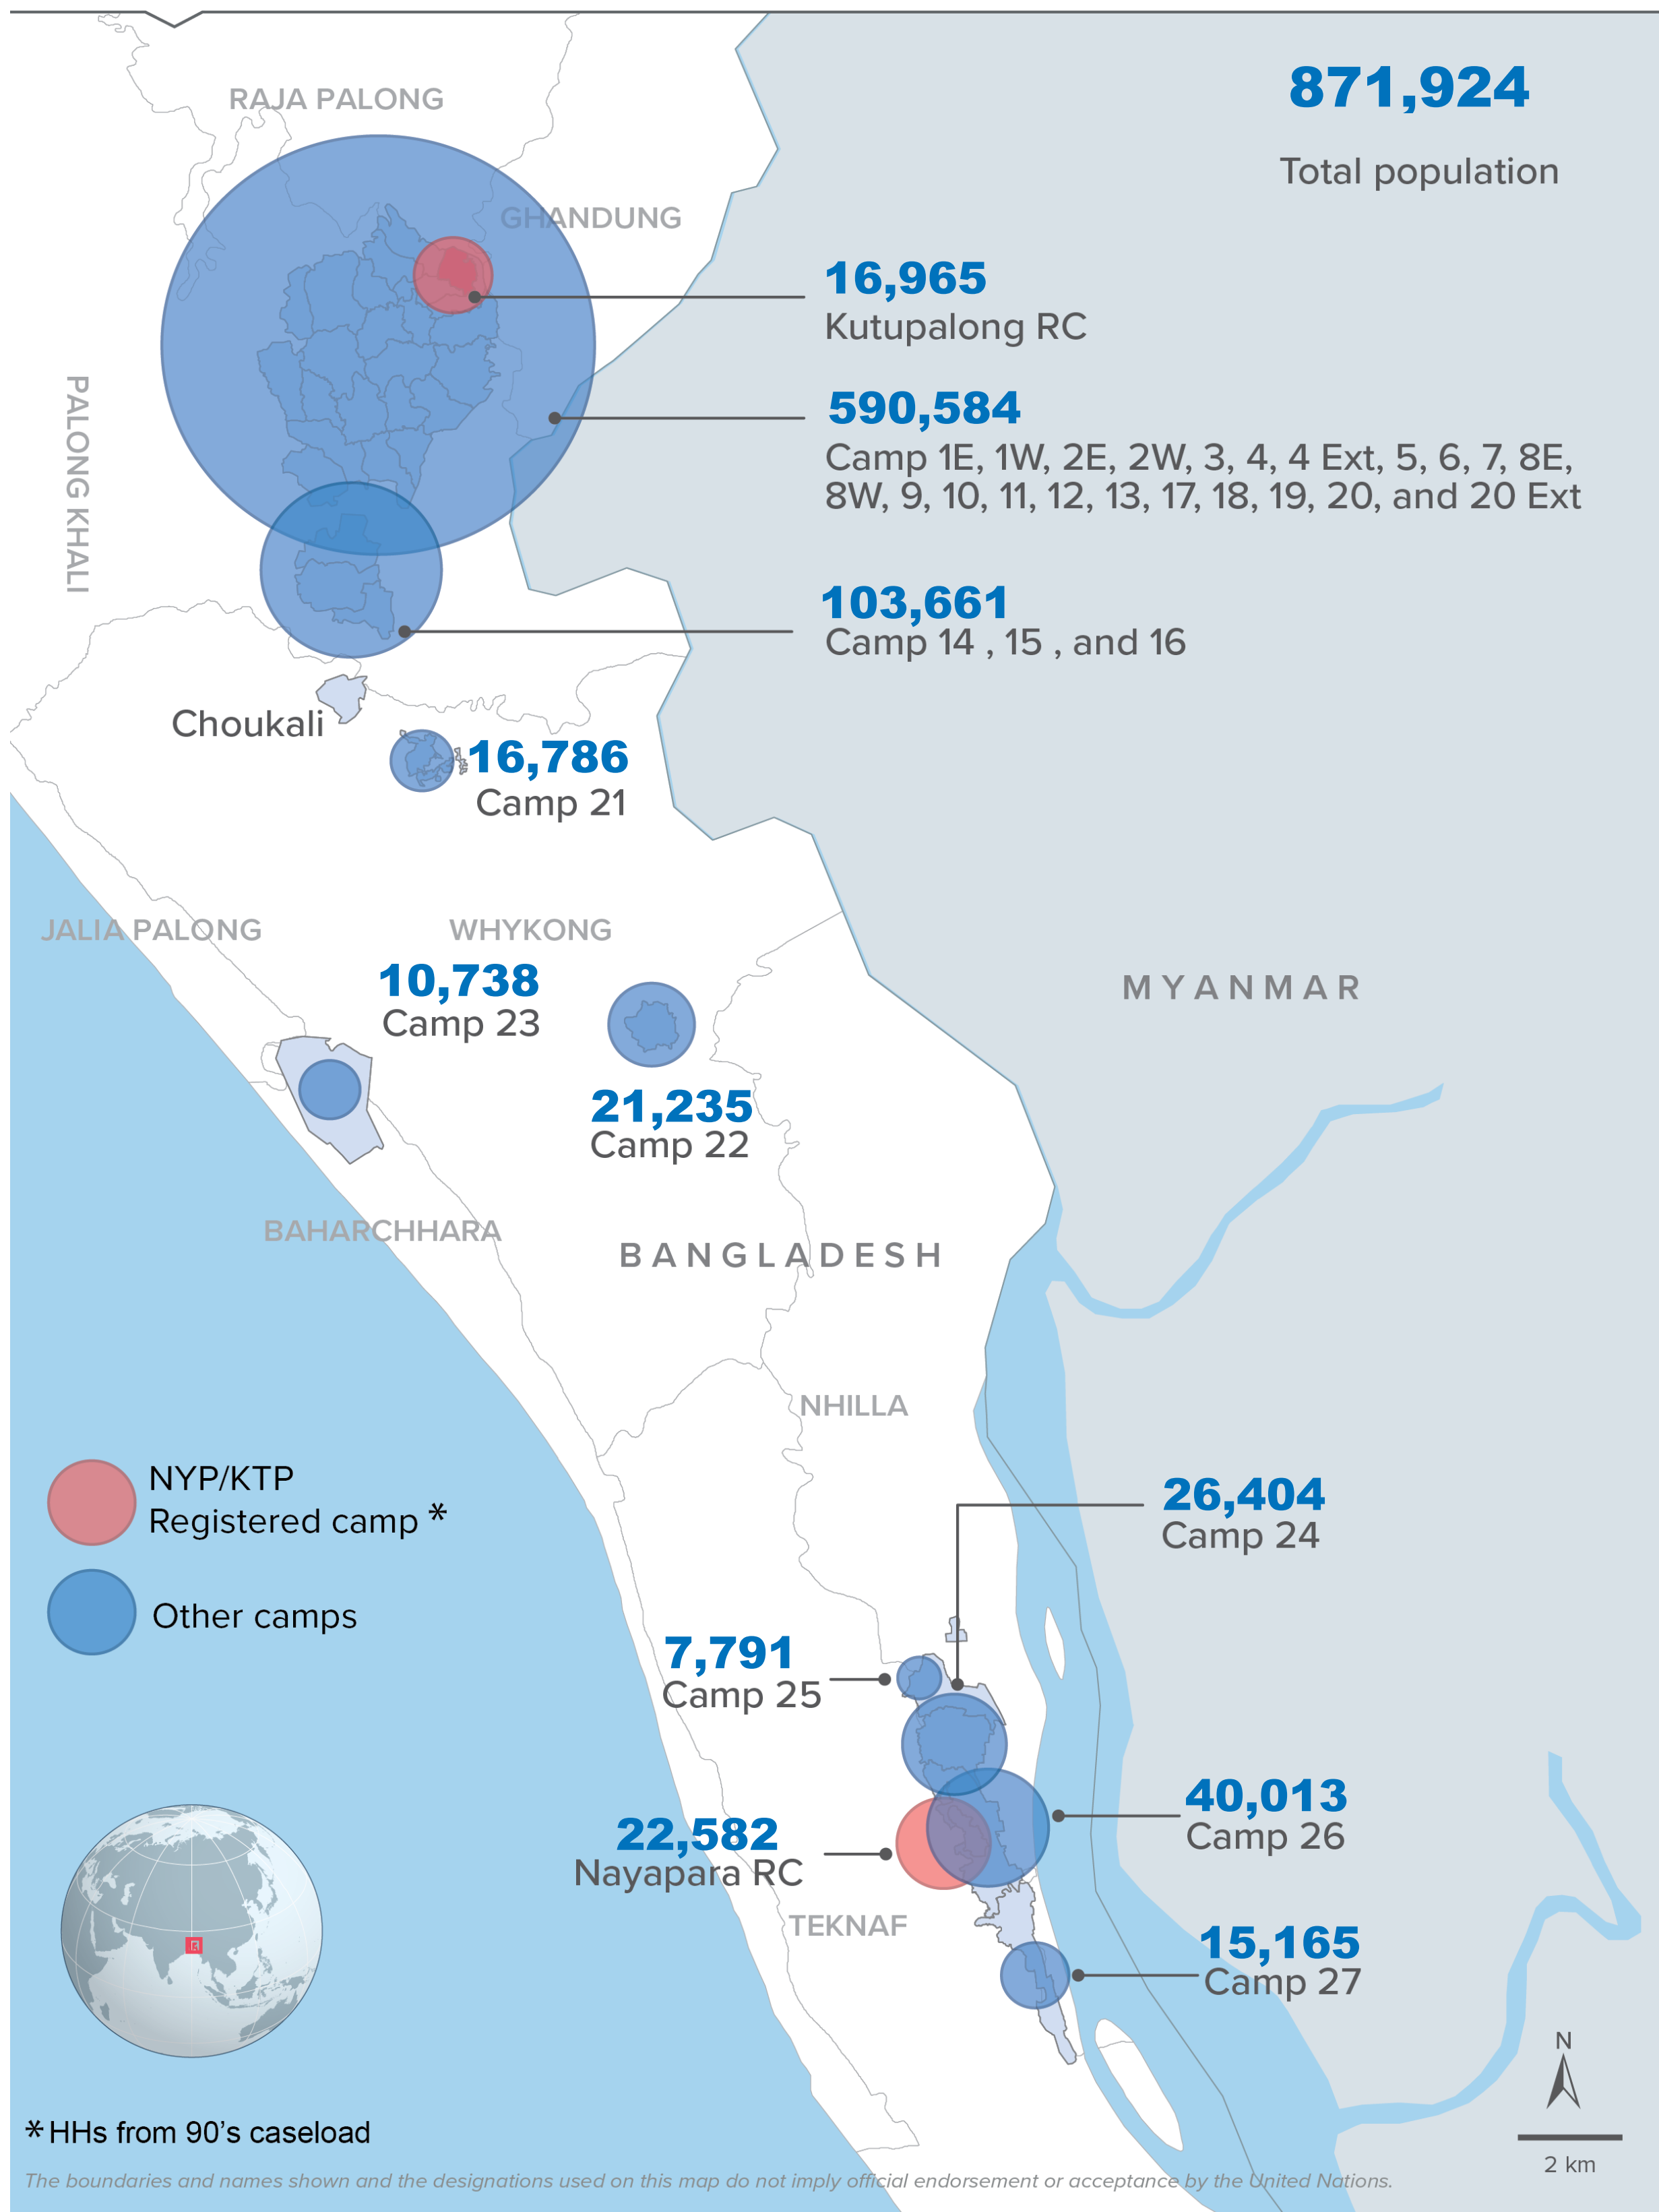 871,924
Total population
RAJA PALONG
GHANDUNG
16,965
Kutupalong RC
590,584
Camp 1E, 1W, 2E, 2W, 3, 4, 4 Ext, 5, 6, 7, 8E,
8W, 9, 10, 11, 12, 13, 17, 18, 19, 20, and 20 Ext
PALONG KHALI
103,661
Camp 14 , 15 , and 16
Choukali
16,786
Camp 21
JALIA PALONG
WHYKONG
10,738
Camp 23
MYANMAR
21,235
Camp 22
BAHARCHHARA
BANGLADESH
NHILLA
NYP/KTP
Registered camp *
Other camps
26,404
Camp 24
7,791
Camp 25
40,013
Camp 26
22,582
Nayapara RC
TEKNAF
15,165
Camp 27
N
2 km
* HHs from 90’s caseload
The boundaries and names shown and the designations used on this map do not imply official endorsement or acceptance by the United Nations.